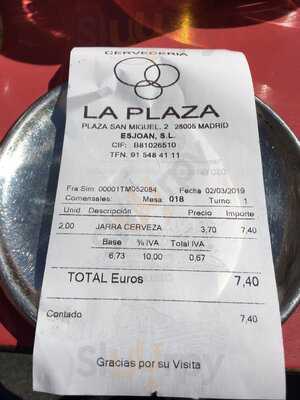 CERVECERIA
LA PLAZA
PLAZA SAN MIGUEL, 2 28005 MADRID
ESJOAN, S.L.
CIF: B81026510
TFN. 91 548 41 11
Fra.Sim. 00001TM052084 Fecha 02/03/2019
Comensales: Mesa: 018 Turno: 1
Unid Descripción Precio Importe
2,00 JARRA CERVEZA 3,70 7,40
Base % IVA Total IVA
6,73 10,00 0,67
TOTAL Euros 7,40
Contado 7,40
Gracias por su Visita